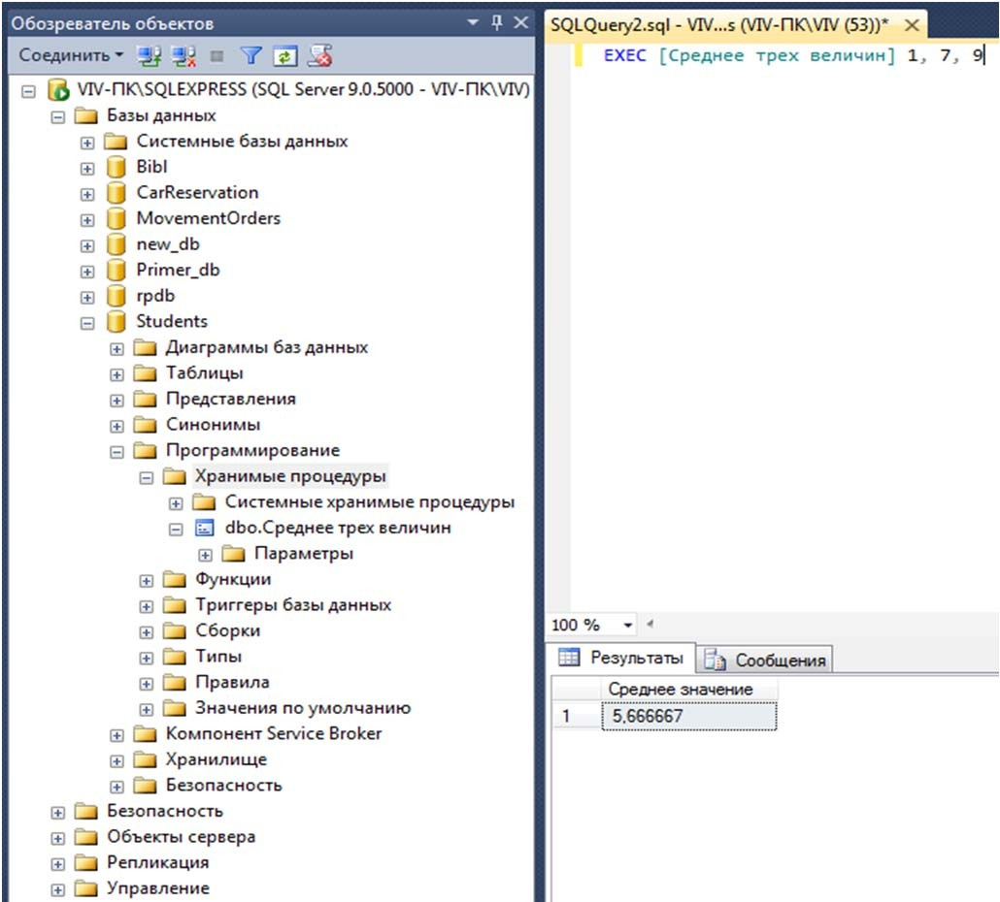 Обозреватель объектов
Соединить
VIV-ПК\SQLEXPRESS (SQL Server 9.0.5000 - VIV-ПК\VIV)
Базы данных
Системные базы данных
Bibl
CarReservation
MovementOrders
new_db
Primer_db
rpdb
Students
Диаграммы баз данных
Таблицы
Представления
Синонимы
Программирование
Хранимые процедуры
Системные хранимые процедуры
dbo.Среднее трех величин
Параметры
Функции
Триггеры базы данных
Сборки
Типы
Правила
Значения по умолчанию
Компонент Service Broker
Хранилище
Безопасность
Безопасность
Объекты сервера
Репликация
Управление
SQLQuery2.sql - VIV...s (VIV-ПК\VIV (53))*
EXEC [Среднее трех величин] 1, 7, 9
100 %
Результаты Сообщения
Среднее значение
1 5,666667